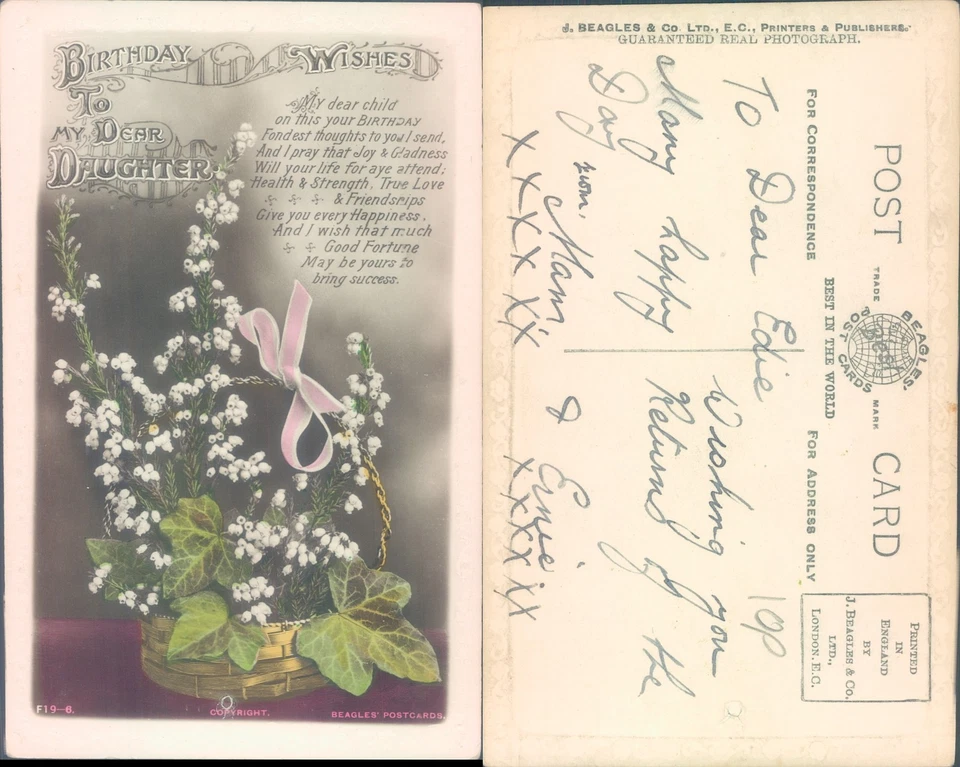 BIRTHDAY WISHES
TO
MY DEAR
DAUGHTER
My dear child
on this your BIRTHDAY
Fondest thoughts to you I send,
And I pray that Joy & Gladness
Will your life for aye attend;
Health & Strength, True Love
& Friendships
Give you every Happiness,
And I wish that much
Good Fortune
May be yours to
bring success.
F19-6.
COPYRIGHT.
BEAGLES' POSTCARDS.
J. BEAGLES & CO LTD., E.C., PRINTERS & PUBLISHERS.
GUARANTEED REAL PHOTOGRAPH.
POST CARD
TRADE MARK
BEAGLES'
POST CARDS
BEST IN THE WORLD
FOR CORRESPONDENCE
FOR ADDRESS ONLY
PRINTED
IN
ENGLAND
BY
J. BEAGLES & Co.
LTD.,
LONDON. E.C.
10p
To Dear Edie Wishing you
Many happy Returns of the
Day
from, Mam & Evie
X X X X X X X X X X X